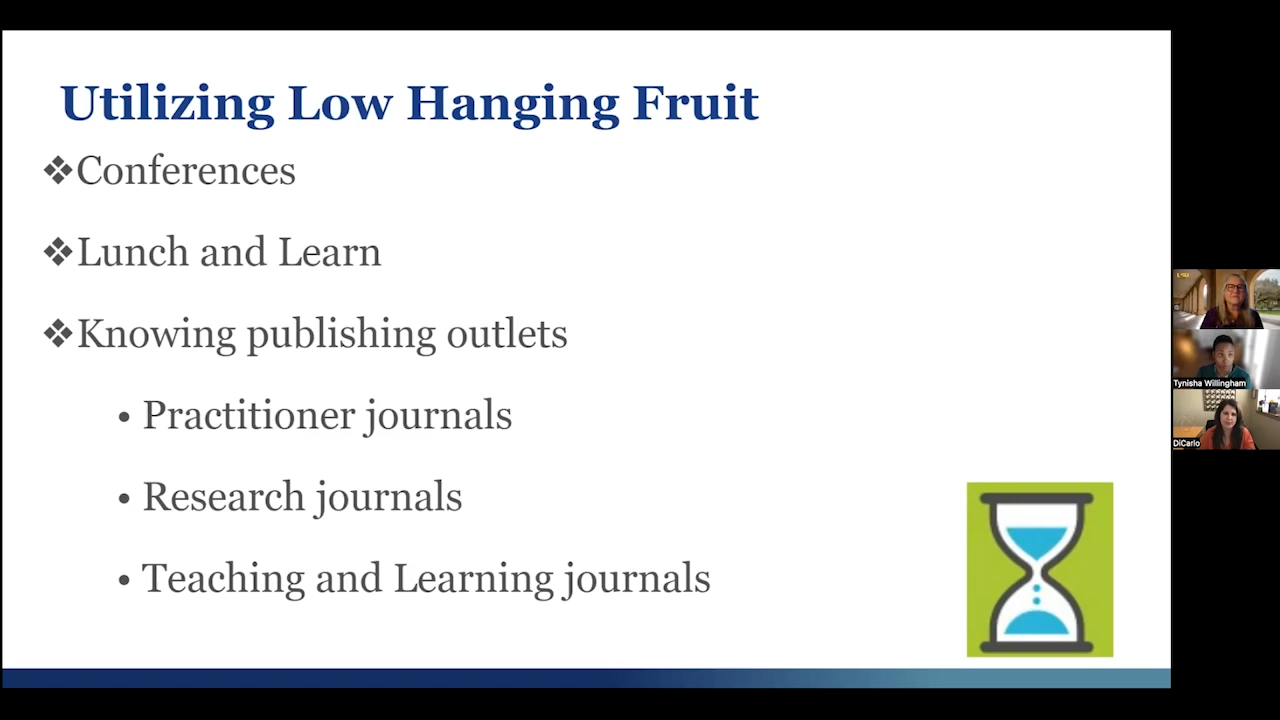 Utilizing Low Hanging Fruit
❖Conferences
❖Lunch and Learn
❖Knowing publishing outlets
• Practitioner journals
• Research journals
• Teaching and Learning journals
LSU
Tynisha Willingham
DiCarlo